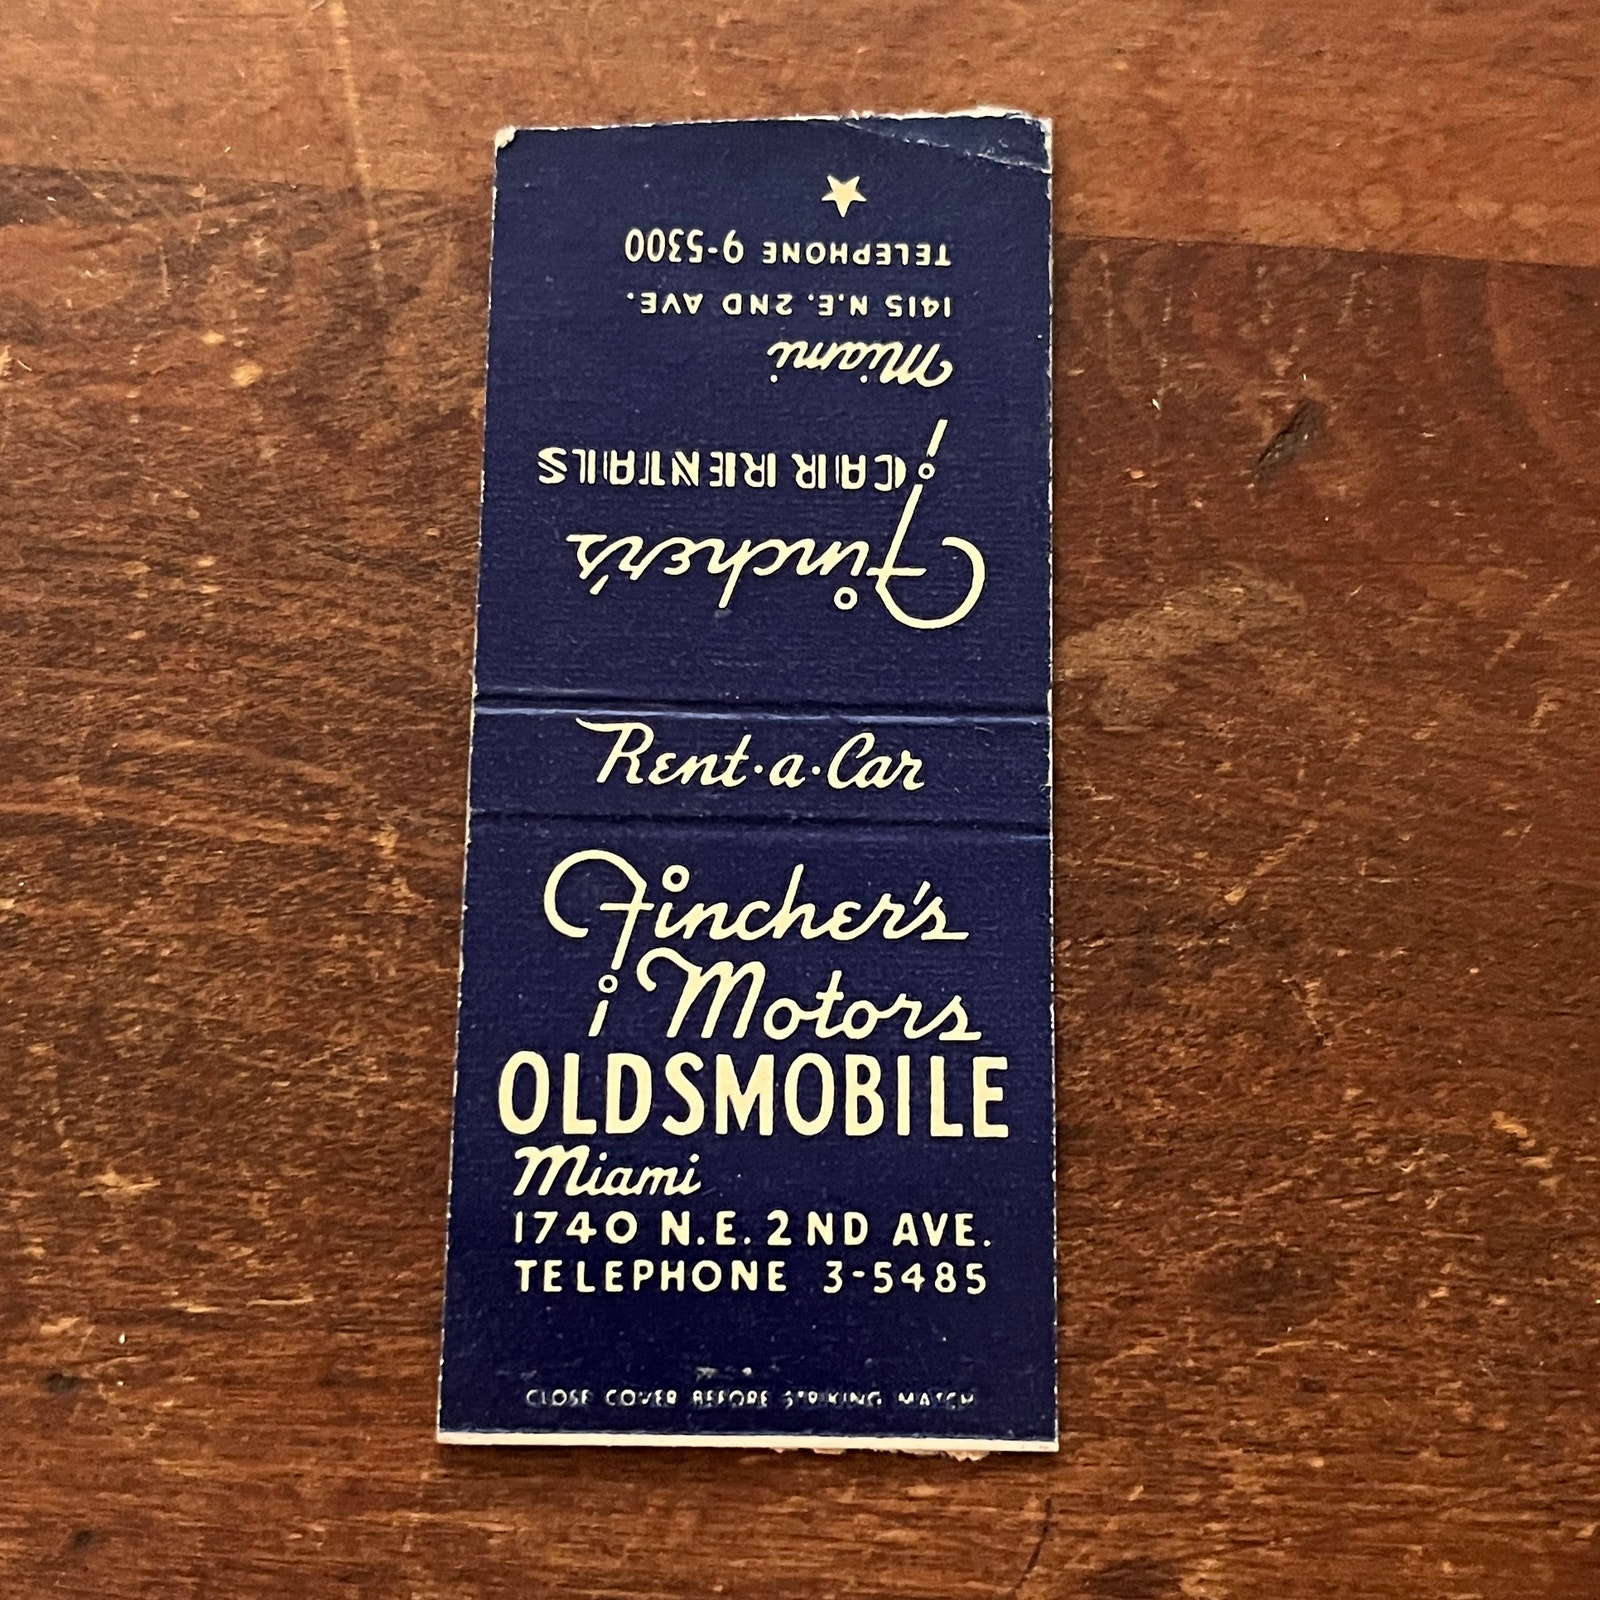 Fincher's
CAR RENTALS
Miami
1415 N.E. 2ND AVE.
TELEPHONE 9-5300
Rent-a-Car
Fincher's
Motors
OLDSMOBILE
Miami
1740 N.E. 2ND AVE.
TELEPHONE 3-5485
CLOSE COVER BEFORE STRIKING MATCH